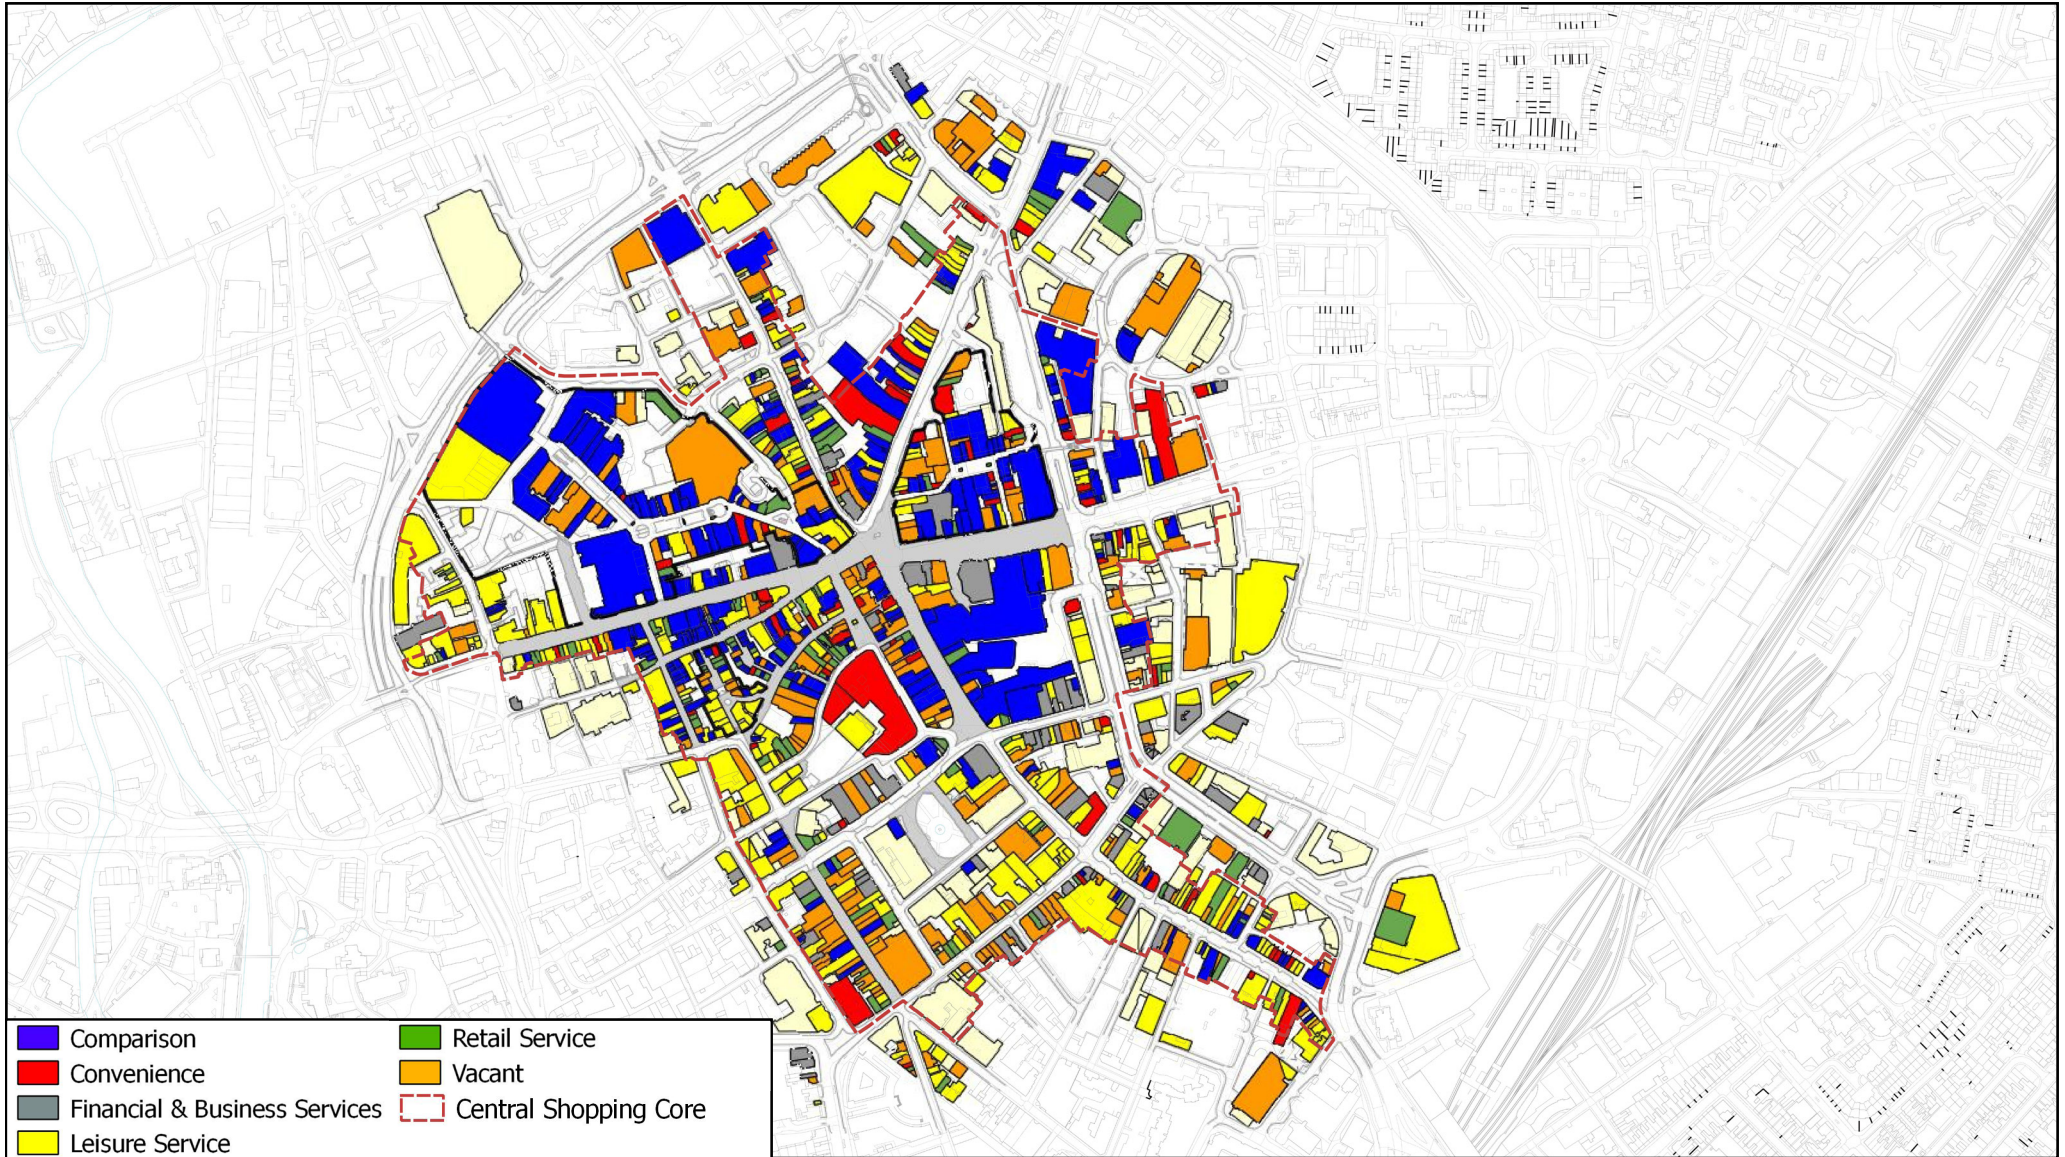 Comparison
Convenience
Financial & Business Services
Leisure Service
Retail Service
Vacant
Central Shopping Core